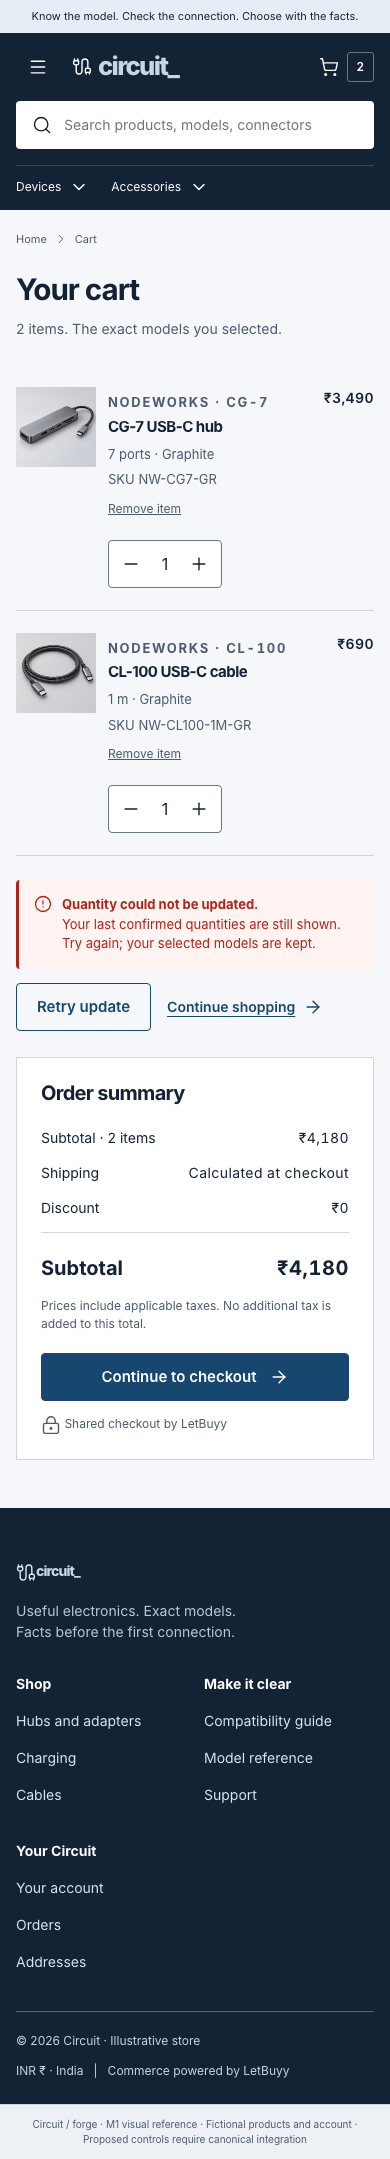 Know the model. Check the connection. Choose with the facts.
circuit_
2
Search products, models, connectors
Devices
Accessories
Home > Cart
Your cart
2 items. The exact models you selected.
NODEWORKS · CG-7
₹3,490
CG-7 USB-C hub
7 ports · Graphite
SKU NW-CG7-GR
Remove item
1
NODEWORKS · CL-100
₹690
CL-100 USB-C cable
1 m · Graphite
SKU NW-CL100-1M-GR
Remove item
1
Quantity could not be updated.
Your last confirmed quantities are still shown.
Try again; your selected models are kept.
Retry update
Continue shopping
Order summary
Subtotal · 2 items ₹4,180
Shipping Calculated at checkout
Discount ₹0
Subtotal ₹4,180
Prices include applicable taxes. No additional tax is
added to this total.
Continue to checkout
Shared checkout by LetBuyy
circuit_
Useful electronics. Exact models.
Facts before the first connection.
Shop
Hubs and adapters
Charging
Cables
Make it clear
Compatibility guide
Model reference
Support
Your Circuit
Your account
Orders
Addresses
© 2026 Circuit · Illustrative store
INR ₹ · India | Commerce powered by LetBuyy
Circuit / forge · M1 visual reference · Fictional products and account ·
Proposed controls require canonical integration